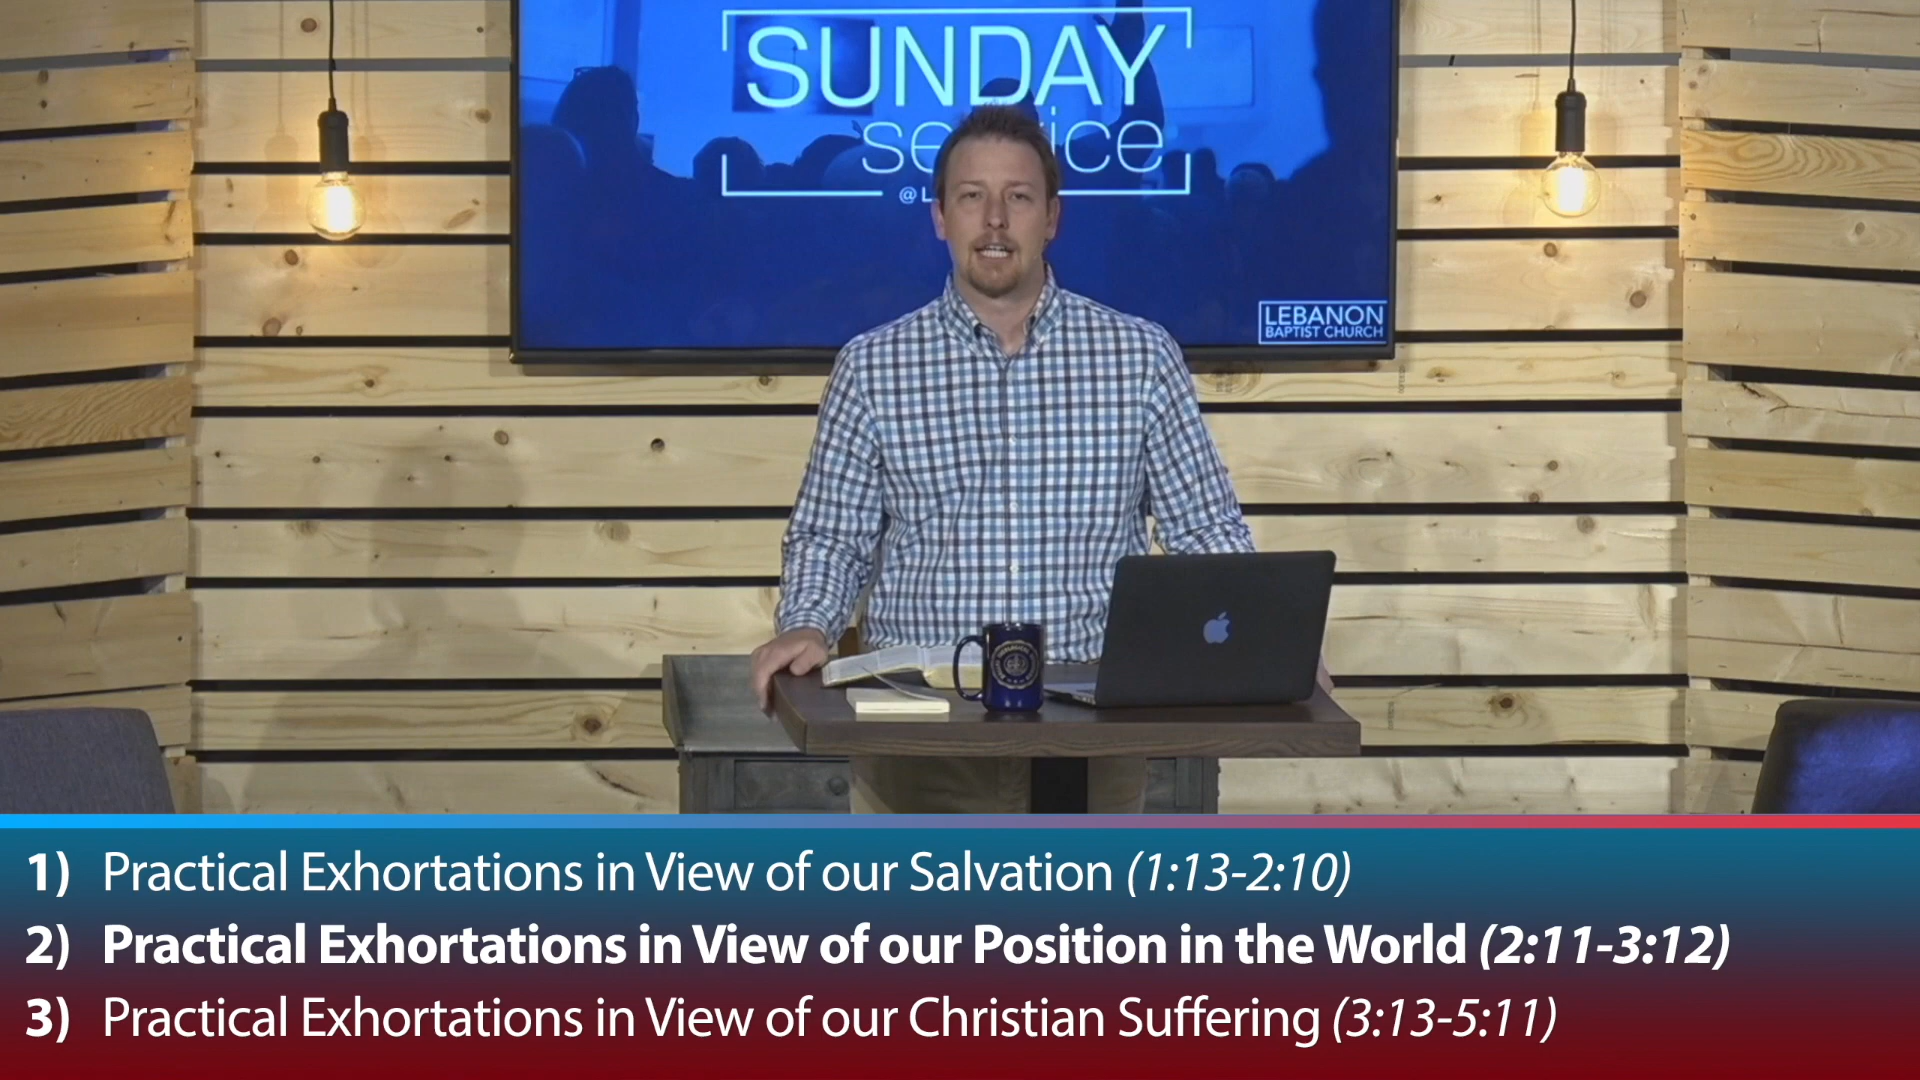 SUNDAY
LEBANON
BAPTIST CHURCH
1) Practical Exhortations in View of our Salvation (1:13-2:10)
2) Practical Exhortations in View of our Position in the World (2:11-3:12)
3) Practical Exhortations in View of our Christian Suffering (3:13-5:11)